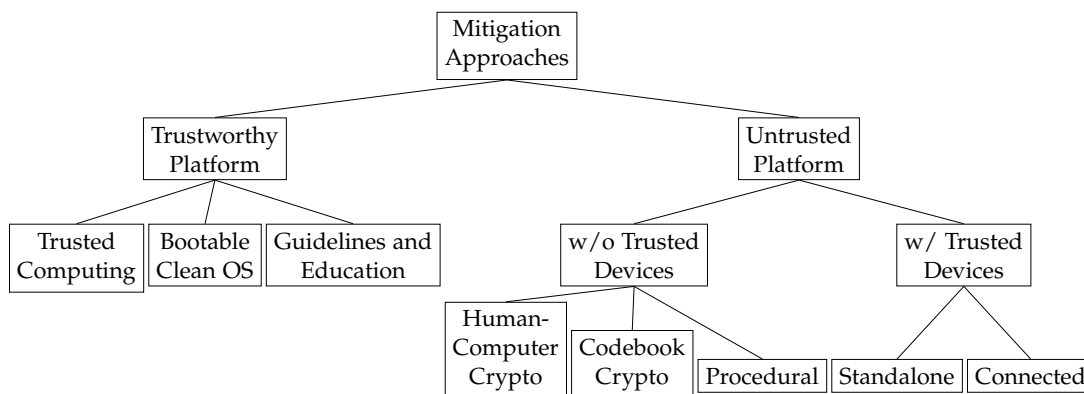 Mitigation
Approaches
Trustworthy
Platform
Untrusted
Platform
Trusted
Computing
Bootable
Clean OS
Guidelines and
Education
w/o Trusted
Devices
w/ Trusted
Devices
Human-
Computer
Crypto
Codebook
Crypto
Procedural
Standalone
Connected